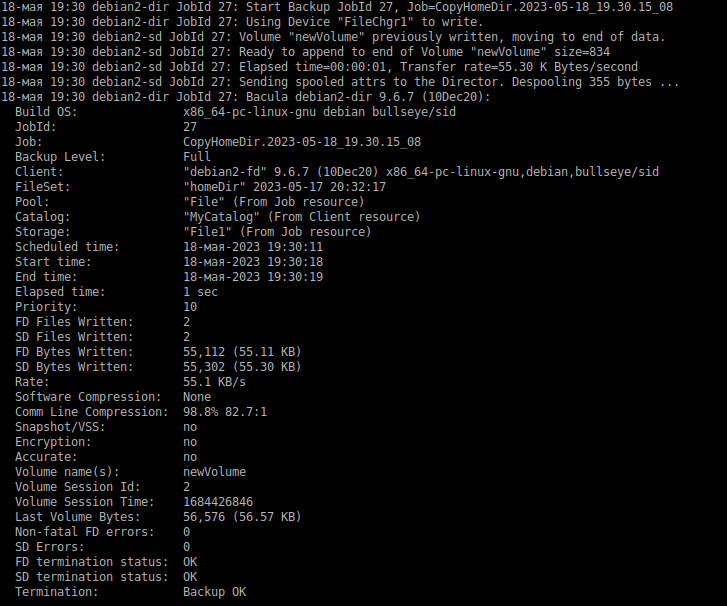 18-мая 19:30 debian2-dir JobId 27: Start Backup JobId 27, Job=CopyHomeDir.2023-05-18_19.30.15_08
18-мая 19:30 debian2-dir JobId 27: Using Device "FileChgr1" to write.
18-мая 19:30 debian2-sd JobId 27: Volume "newVolume" previously written, moving to end of data.
18-мая 19:30 debian2-sd JobId 27: Ready to append to end of Volume "newVolume" size=834
18-мая 19:30 debian2-sd JobId 27: Elapsed time=00:00:01, Transfer rate=55.30 K Bytes/second
18-мая 19:30 debian2-sd JobId 27: Sending spooled attrs to the Director. Despooling 355 bytes ...
18-мая 19:30 debian2-dir JobId 27: Bacula debian2-dir 9.6.7 (10Dec20):
Build OS: x86_64-pc-linux-gnu debian bullseye/sid
JobId: 27
Job: CopyHomeDir.2023-05-18_19.30.15_08
Backup Level: Full
Client: "debian2-fd" 9.6.7 (10Dec20) x86_64-pc-linux-gnu,debian,bullseye/sid
FileSet: "homeDir" 2023-05-17 20:32:17
Pool: "File" (From Job resource)
Catalog: "MyCatalog" (From Client resource)
Storage: "File1" (From Job resource)
Scheduled time: 18-мая-2023 19:30:11
Start time: 18-мая-2023 19:30:18
End time: 18-мая-2023 19:30:19
Elapsed time: 1 sec
Priority: 10
FD Files Written: 2
SD Files Written: 2
FD Bytes Written: 55,112 (55.11 KB)
SD Bytes Written: 55,302 (55.30 KB)
Rate: 55.1 KB/s
Software Compression: None
Comm Line Compression: 98.8% 82.7:1
Snapshot/VSS: no
Encryption: no
Accurate: no
Volume name(s): newVolume
Volume Session Id: 2
Volume Session Time: 1684426846
Last Volume Bytes: 56,576 (56.57 KB)
Non-fatal FD errors: 0
SD Errors: 0
FD termination status: OK
SD termination status: OK
Termination: Backup OK